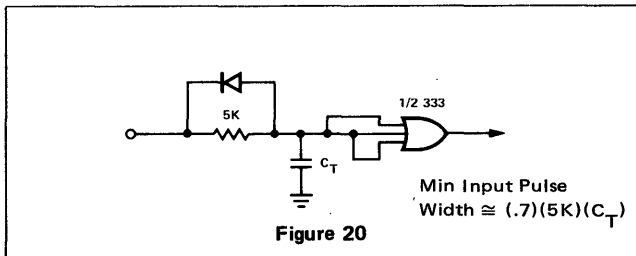 5K
1/2 333
C_T
Min Input Pulse
Width ≅ (.7)(5K)(C_T)
Figure 20